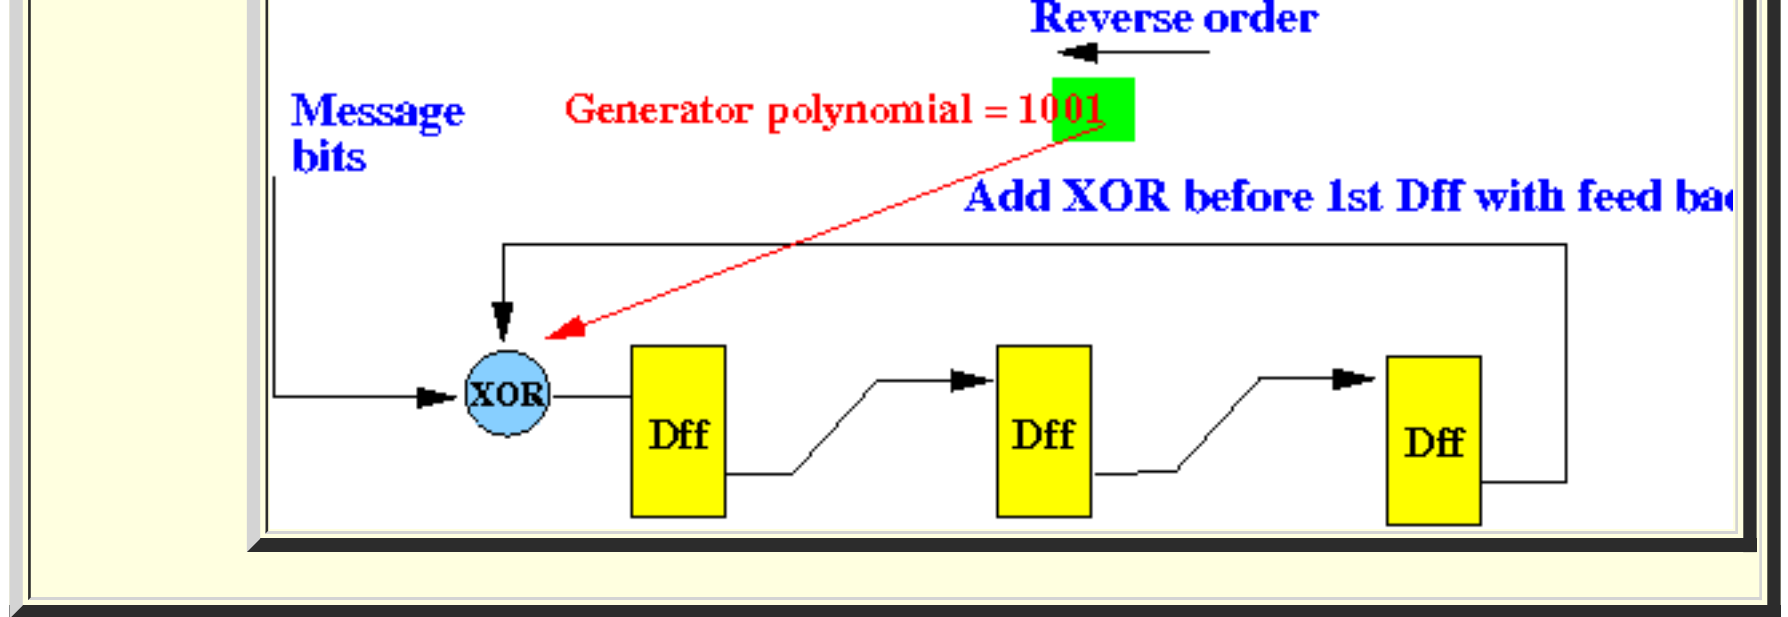 Reverse order
Message
bits
Generator polynomial = 1001
Add XOR before 1st Dff with feed
XOR
Dff
Dff
Dff